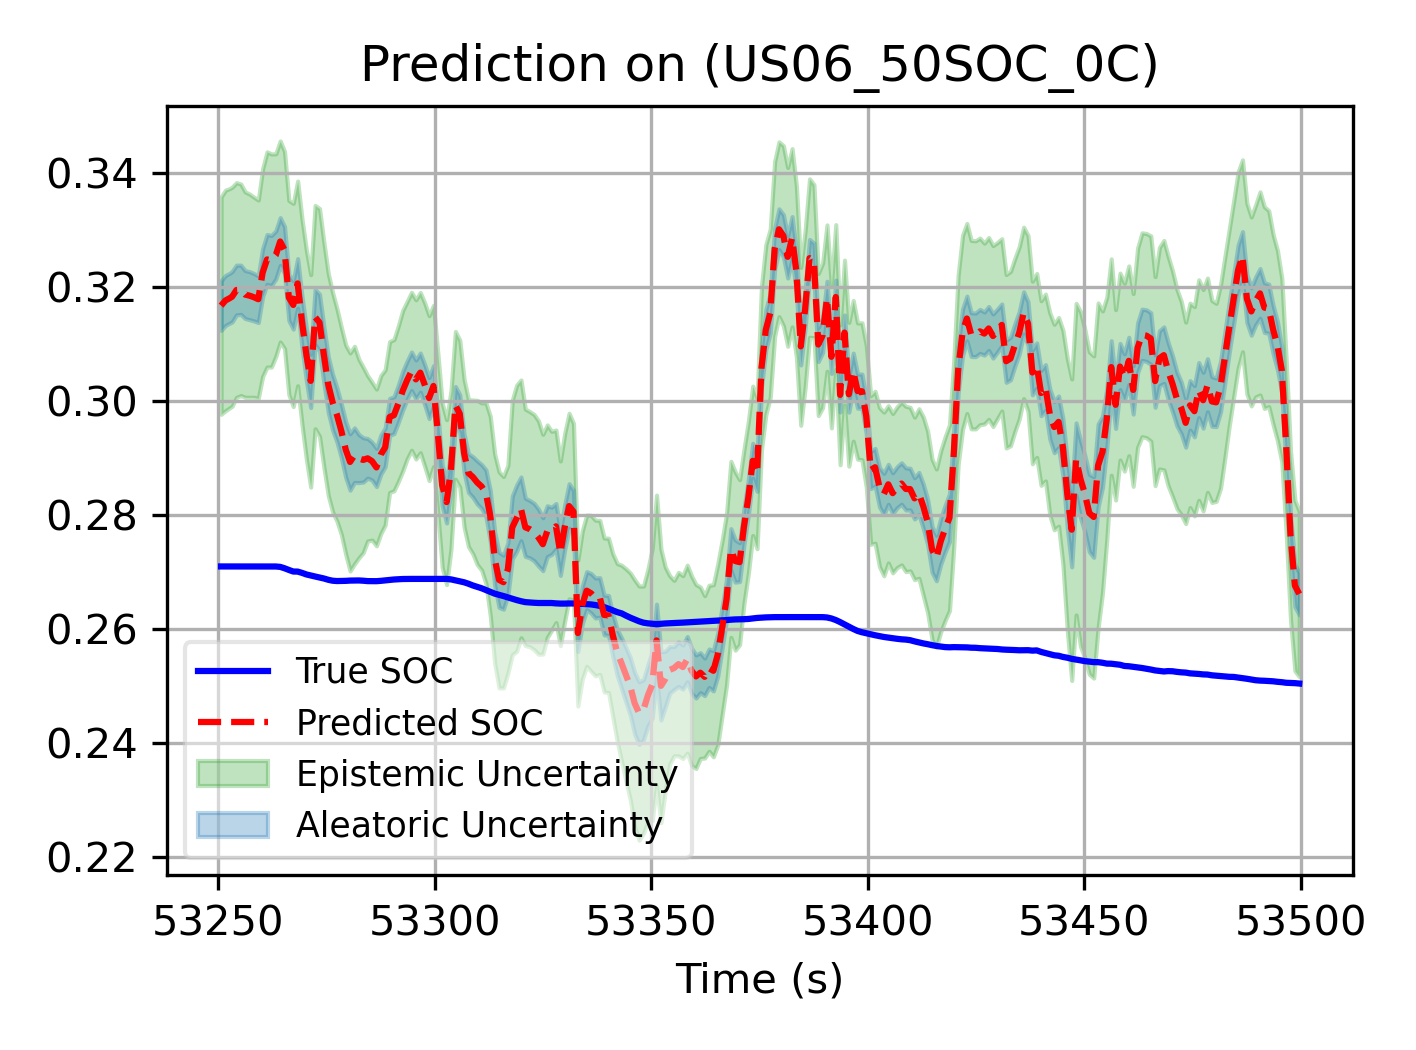 Prediction on (US06_50SOC_0C)
0.34
0.32
0.30
0.28
0.26
0.24
0.22
True SOC
Predicted SOC
Epistemic Uncertainty
Aleatoric Uncertainty
53250 53300 53350 53400 53450 53500
Time (s)